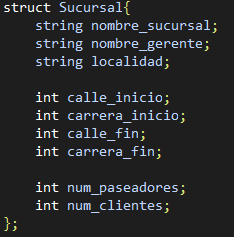 struct Sucursal{
    string nombre_sucursal;
    string nombre_gerente;
    string localidad;

    int calle_inicio;
    int carrera_inicio;
    int calle_fin;
    int carrera_fin;

    int num_paseadores;
    int num_clientes;
};